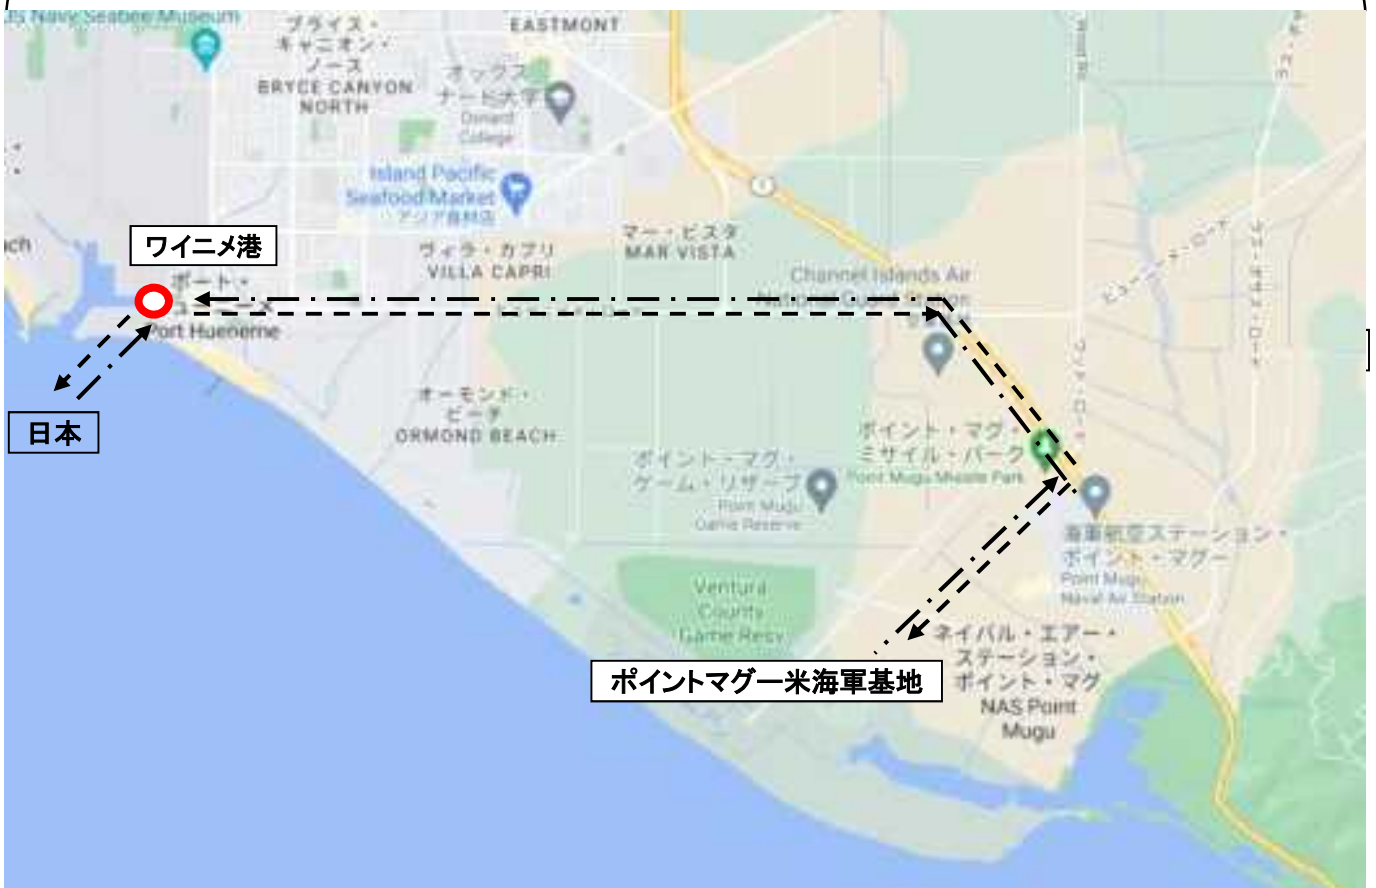 US Navy Seabee Museum
ブライス・
キャニオン・
ノース
BRYCE CANYON
NORTH
EASTMONT
オックス
ナード大学
Oxnard
College
Island Pacific
Seafood Market
アジア食材店
ワイニメ港
ヴィラ・カプリ
VILLA CAPRI
マー・ビスタ
MAR VISTA
1
Channel Islands Air
ポート・
Port Hueneme
日本
オーモンド・
ビーチ
ORMOND BEACH
ポイント・マグ・
ゲーム・リザーブ
Point Mugu
Game Reserve
ポイント・マグ・
ミサイル・パーク
Point Mugu Missile Park
海軍航空ステーション・
ポイント・マグー
Point Mugu
Naval Air Station
Ventura
County
Game Resv
ポイントマグー米海軍基地
ネイバル・エアー・
ステーション・
ポイント・マグ
NAS Point
Mugu